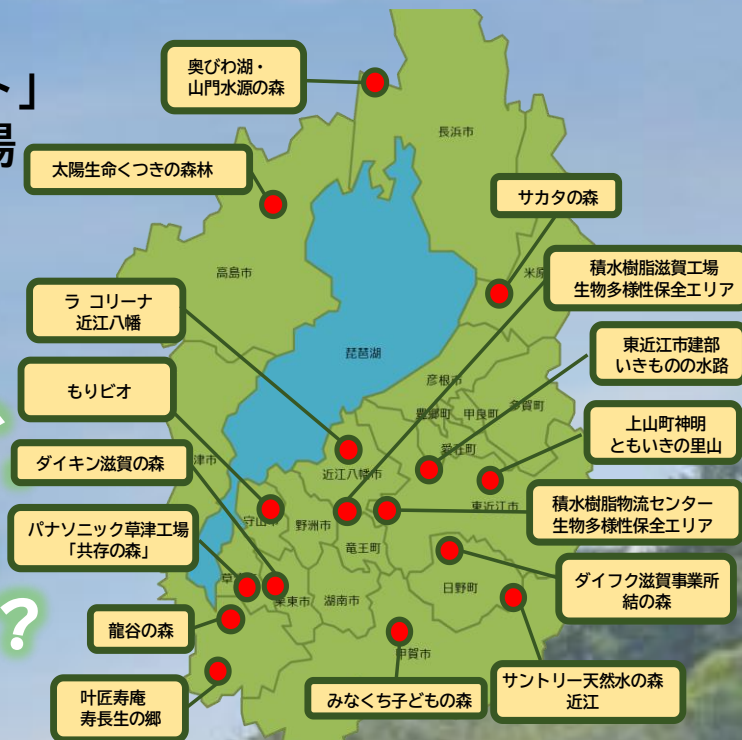 ト」
場
奥びわ湖・
山門水源の森
長浜市
太陽生命くつきの森林
サカタの森
高島市
米原
積水樹脂滋賀工場
生物多様性保全エリア
ラ コリーナ
近江八幡
琵琶湖
東近江市建部
いきものの水路
彦根市
もりビオ
豊郷町
甲良町
多賀町
上山町神明
ともいきの里山
愛荘町
津市
近江八幡市
ダイキン滋賀の森
東近江市
積水樹脂物流センター
生物多様性保全エリア
守山市
野洲市
パナソニック草津工場
「共存の森」
竜王町
ダイフク滋賀事業所
結の森
日野町
草
栗東市
湖南市
?
龍谷の森
甲賀市
サントリー天然水の森
近江
叶匠寿庵
寿長生の郷
みなくち子どもの森